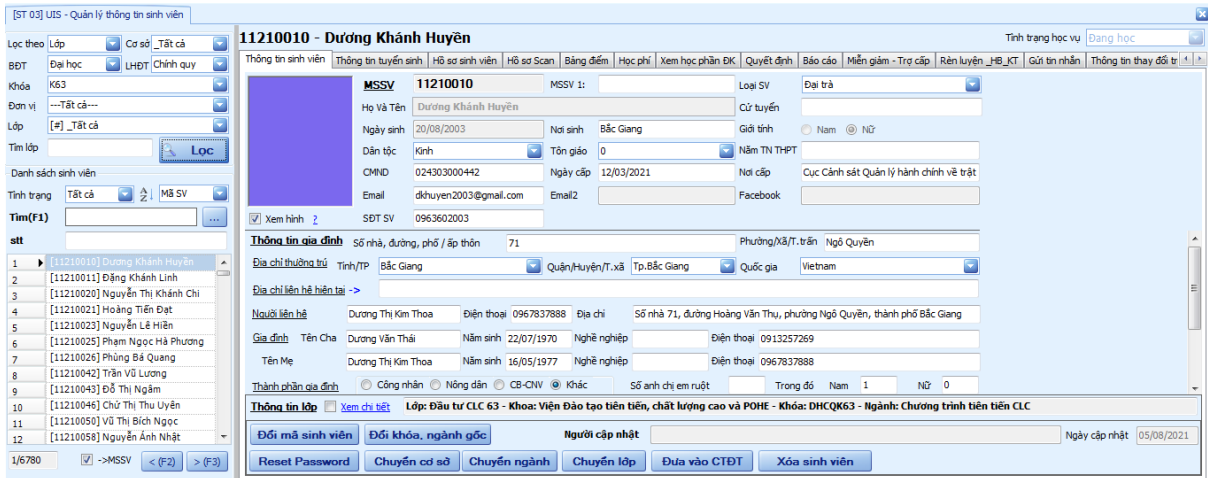 [ST 03] UIS - Quản lý thông tin sinh viên
Lọc theo Lớp Cơ sở _Tất cả
BĐT Đại học LHĐT Chính quy
Khóa K63
Đơn vị ---Tất cả---
Lớp [#] _Tất cả
Tìm lớp Lọc
Danh sách sinh viên
Tình trạng Tất cả Mã SV
Tìm(F1) ...
stt
1 [11210010] Dương Khánh Huyền
2 [11210011] Đặng Khánh Linh
3 [11210020] Nguyễn Thị Khánh Chi
4 [11210021] Hoàng Tiến Đạt
5 [11210023] Nguyễn Lê Hiền
6 [11210025] Phạm Ngọc Hà Phương
7 [11210026] Phùng Bá Quang
8 [11210042] Trần Vũ Lương
9 [11210043] Đỗ Thị Ngâm
10 [11210046] Chử Thị Thu Uyên
11 [11210050] Vũ Thị Bích Ngọc
12 [11210058] Nguyễn Ánh Nhật
1/6780 ->MSSV < (F2) > (F3)
11210010 - Dương Khánh Huyền Tình trạng học vụ Đang học
Thông tin sinh viên Thông tin tuyển sinh Hồ sơ sinh viên Hồ sơ Scan Bảng điểm Học phí Xem học phần ĐK Quyết định Báo cáo Miễn giảm - Trợ cấp Rèn luyện _HB_KT Gửi tin nhắn Thông tin thay đổi tr
MSSV 11210010 MSSV 1: Loại SV Đại trà
Họ Và Tên Dương Khánh Huyền Cử tuyển
Ngày sinh 20/08/2003 Nơi sinh Bắc Giang Giới tính Nam Nữ
Dân tộc Kinh Tôn giáo 0 Năm TN THPT
CMND 024303000442 Ngày cấp 12/03/2021 Nơi cấp Cục Cảnh sát Quản lý hành chính về trật
Email dkhuyen2003@gmail.com Email2 Facebook
Xem hình ? SĐT SV 0963602003
Thông tin gia đình Số nhà, đường, phố / ấp thôn 71 Phường/Xã/T.trấn Ngô Quyền
Địa chỉ thường trú Tỉnh/TP Bắc Giang Quận/Huyện/T.xã Tp.Bắc Giang Quốc gia Vietnam
Địa chỉ liên hê hiên tai ->
Người liên hê Dương Thị Kim Thoa Điện thoại 0967837888 Địa chỉ Số nhà 71, đường Hoàng Văn Thụ, phường Ngô Quyền, thành phố Bắc Giang
Gia đình Tên Cha Dương Văn Thái Năm sinh 22/07/1970 Nghề nghiệp Điện thoại 0913257269
Tên Mẹ Dương Thị Kim Thoa Năm sinh 16/05/1977 Nghề nghiệp Điện thoại 0967837888
Thành phần gia đình Công nhân Nông dân CB-CNV Khác Số anh chị em ruột Trong đó Nam 1 Nữ 0
Thông tin lớp Xem chi tiết Lớp: Đầu tư CLC 63 - Khoa: Viện Đào tạo tiên tiến, chất lượng cao và POHE - Khóa: DHCQK63 - Ngành: Chương trình tiên tiến CLC
Đổi mã sinh viên Đổi khóa, ngành gốc Người cập nhật Ngày cập nhật 05/08/2021
Reset Password Chuyển cơ sở Chuyển ngành Chuyển lớp Đưa vào CTĐT Xóa sinh viên